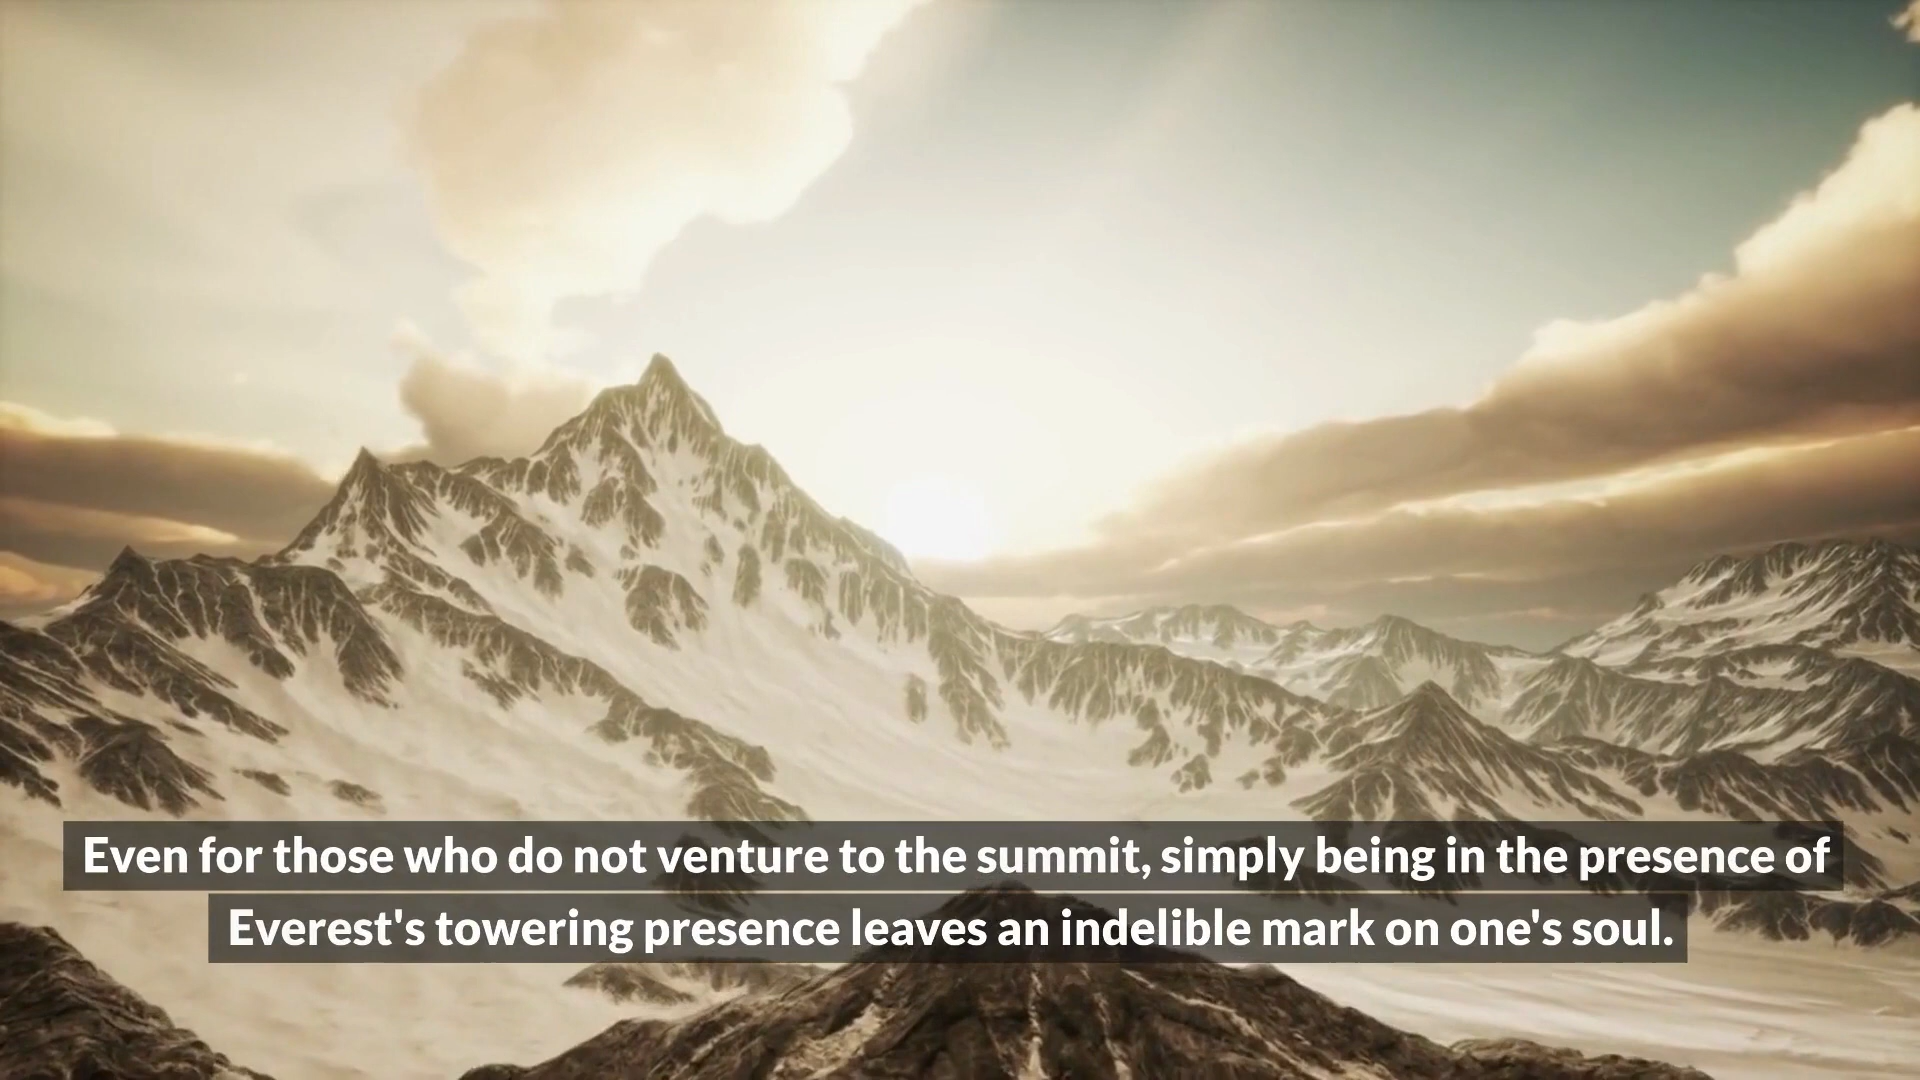 Even for those who do not venture to the summit, simply being in the presence of
Everest's towering presence leaves an indelible mark on one's soul.